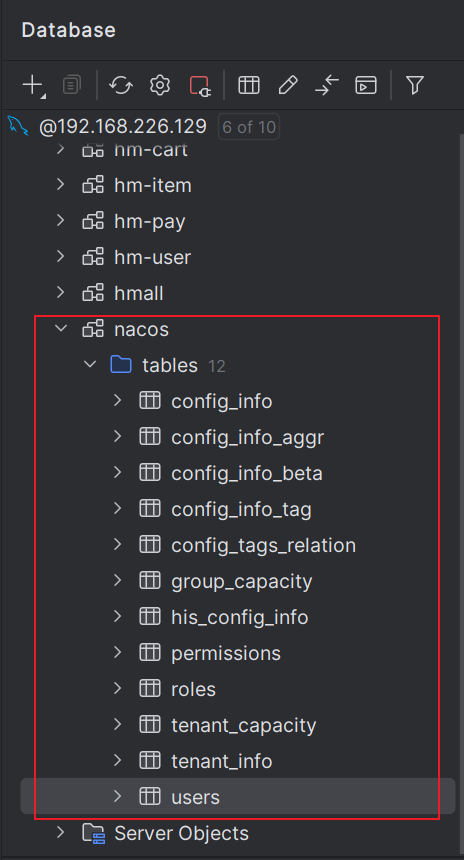 Database
@192.168.226.129 6 of 10
hm-cart
hm-item
hm-pay
hm-user
hmall
nacos
tables 12
config_info
config_info_aggr
config_info_beta
config_info_tag
config_tags_relation
group_capacity
his_config_info
permissions
roles
tenant_capacity
tenant_info
users
Server Objects